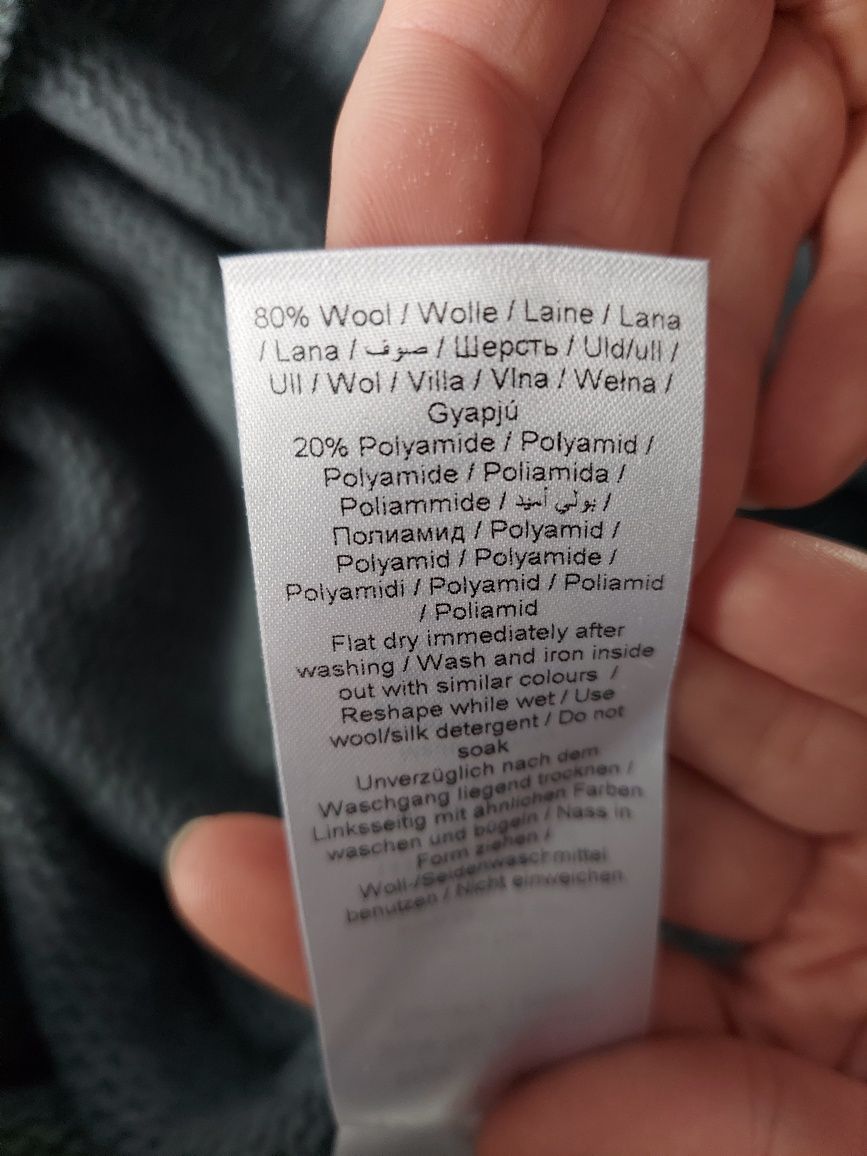 80% Wool / Wolle / Laine / Lana
/ Lana / صوف / Шерсть / Uld/ull /
Ull / Wol / Villa / Vlna / Wełna /
Gyapjú
20% Polyamide / Polyamid /
Polyamide / Poliamida /
Poliammide / بولي أميد /
Полиамид / Polyamid /
Polyamid / Polyamide /
Polyamidi / Polyamid / Poliamid
/ Poliamid
Flat dry immediately after
washing / Wash and iron inside
out with similar colours /
Reshape while wet / Use
wool/silk detergent / Do not
soak
Unverzüglich nach dem
Waschgang liegend trocknen /
Linksseitig mit ähnlichen Farben
waschen und bügeln / Nass in
Form ziehen /
Woll-/Seidenwaschmittel
benutzen / Nicht einweichen